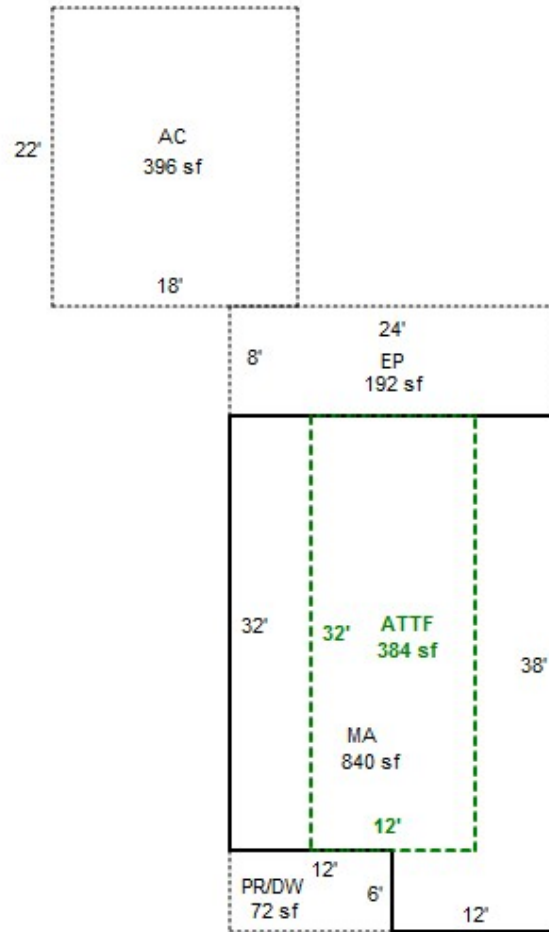 AC
22'
396 sf
18'
24'
8'
EP
192 sf
32'
32'
ATTF
384 sf
38'
MA
840 sf
12'
12'
PR/DW
6'
72 sf
12'